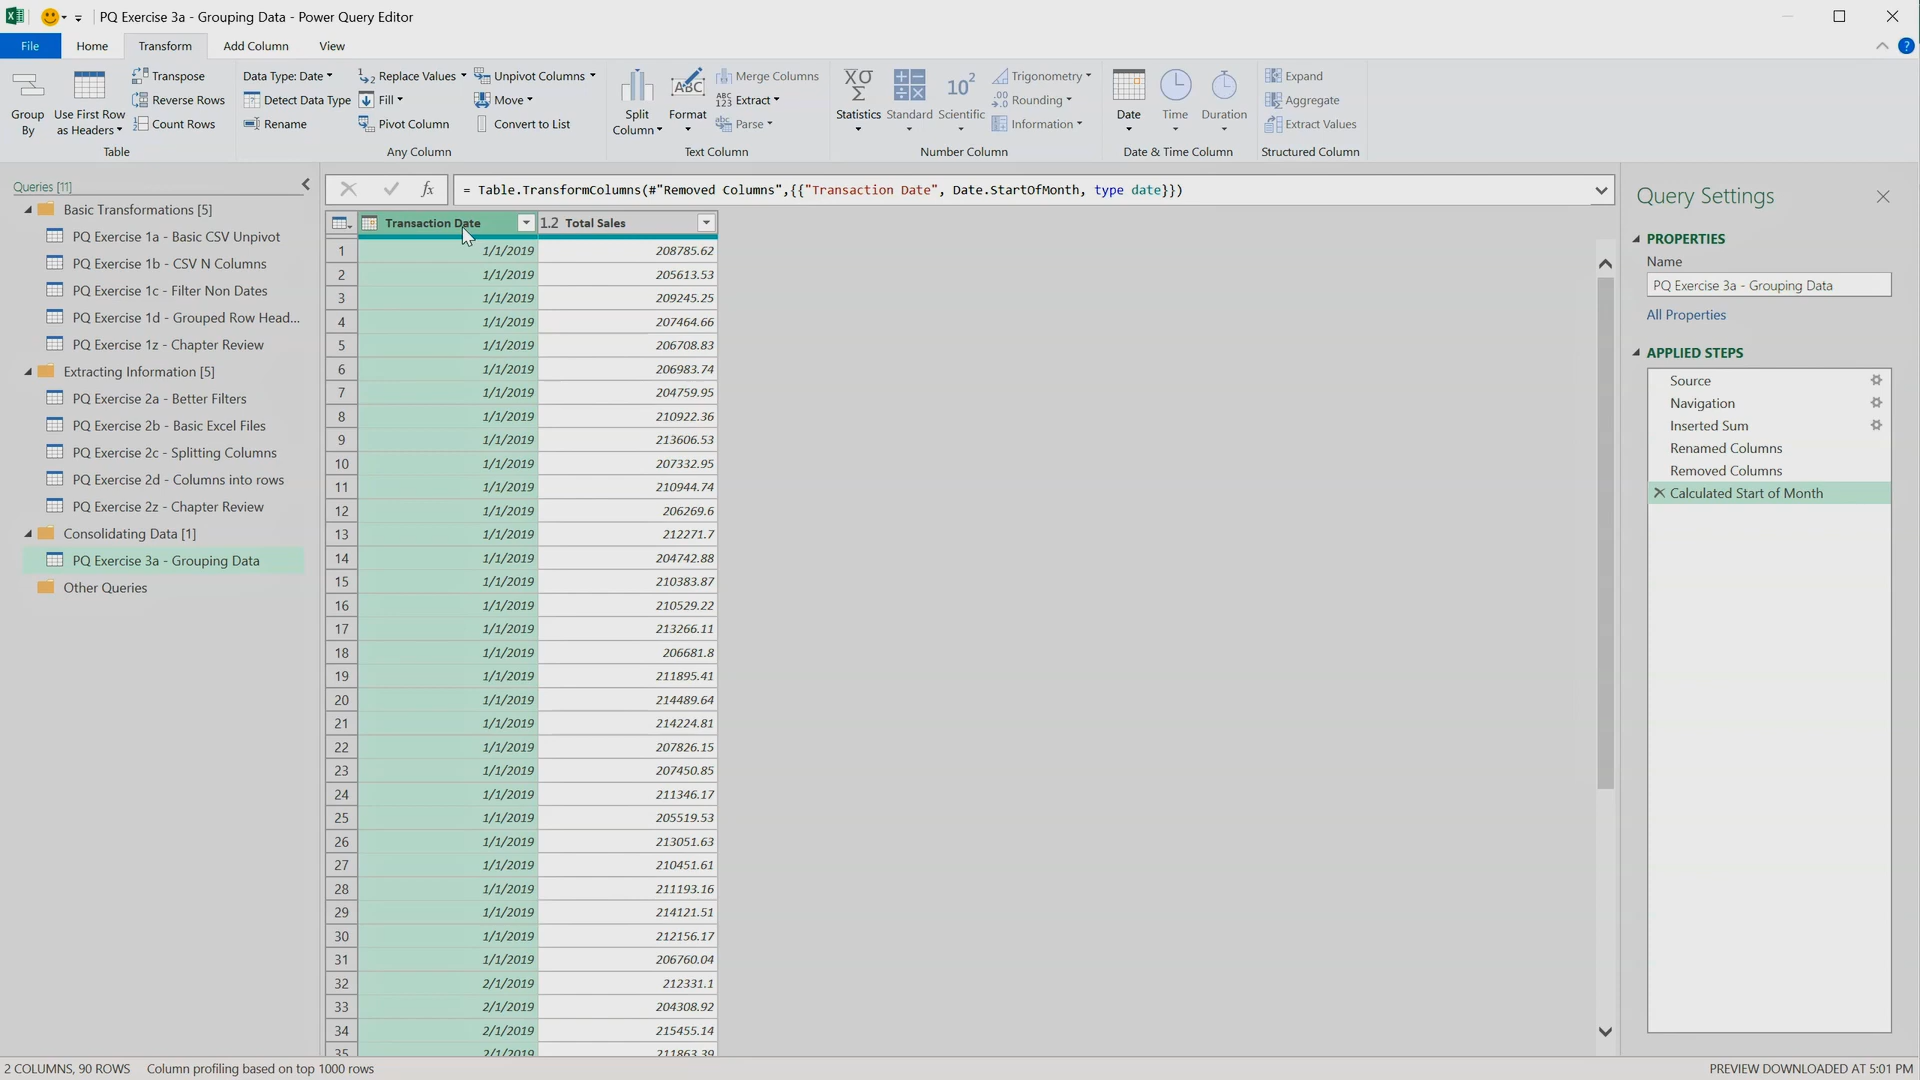 PQ Exercise 3a - Grouping Data - Power Query Editor
File
Home
Transform
Add Column
View
Group By
Use First Row as Headers
Transpose
Reverse Rows
Count Rows
Table
Data Type: Date
Detect Data Type
Rename
Replace Values
Fill
Pivot Column
Unpivot Columns
Move
Convert to List
Any Column
Split Column
Format
Merge Columns
Extract
Parse
Text Column
Statistics
Standard
Scientific
Trigonometry
Rounding
Information
Number Column
Date
Time
Duration
Date & Time Column
Expand
Aggregate
Extract Values
Structured Column
Queries [11]
Basic Transformations [5]
PQ Exercise 1a - Basic CSV Unpivot
PQ Exercise 1b - CSV N Columns
PQ Exercise 1c - Filter Non Dates
PQ Exercise 1d - Grouped Row Head...
PQ Exercise 1z - Chapter Review
Extracting Information [5]
PQ Exercise 2a - Better Filters
PQ Exercise 2b - Basic Excel Files
PQ Exercise 2c - Splitting Columns
PQ Exercise 2d - Columns into rows
PQ Exercise 2z - Chapter Review
Consolidating Data [1]
PQ Exercise 3a - Grouping Data
Other Queries
= Table.TransformColumns(#"Removed Columns",{{"Transaction Date", Date.StartOfMonth, type date}})
Transaction Date 1.2 Total Sales
1 1/1/2019 208785.62
2 1/1/2019 205613.53
3 1/1/2019 209245.25
4 1/1/2019 207464.66
5 1/1/2019 206708.83
6 1/1/2019 206983.74
7 1/1/2019 204759.95
8 1/1/2019 210922.36
9 1/1/2019 213606.53
10 1/1/2019 207332.95
11 1/1/2019 210944.74
12 1/1/2019 206269.6
13 1/1/2019 212271.7
14 1/1/2019 204742.88
15 1/1/2019 210383.87
16 1/1/2019 210529.22
17 1/1/2019 213266.11
18 1/1/2019 206681.8
19 1/1/2019 211895.41
20 1/1/2019 214489.64
21 1/1/2019 214224.81
22 1/1/2019 207826.15
23 1/1/2019 207450.85
24 1/1/2019 211346.17
25 1/1/2019 205519.53
26 1/1/2019 213051.63
27 1/1/2019 210451.61
28 1/1/2019 211193.16
29 1/1/2019 214121.51
30 1/1/2019 212156.17
31 1/1/2019 206760.04
32 2/1/2019 212331.1
33 2/1/2019 204308.92
34 2/1/2019 215455.14
35 2/1/2019 211863.39
Query Settings
PROPERTIES
Name
PQ Exercise 3a - Grouping Data
All Properties
APPLIED STEPS
Source
Navigation
Inserted Sum
Renamed Columns
Removed Columns
Calculated Start of Month
2 COLUMNS, 90 ROWS
Column profiling based on top 1000 rows
PREVIEW DOWNLOADED AT 5:01 PM